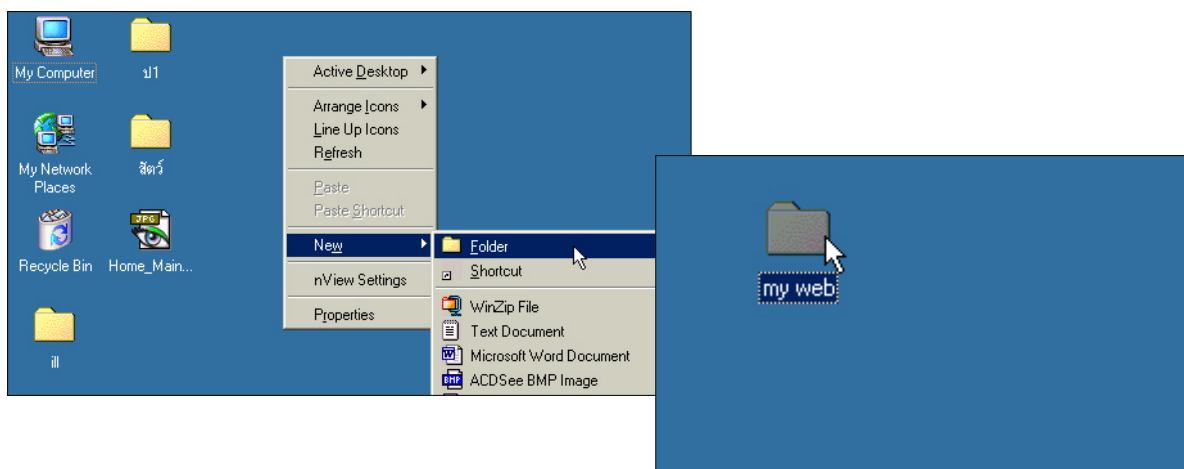 My Computer
ป1
My Network
Places
สัตว์
Recycle Bin
JPG
Home_Main...
ill
Active Desktop
Arrange Icons
Line Up Icons
Refresh
Paste
Paste Shortcut
New
nView Settings
Properties
Folder
Shortcut
WinZip File
Text Document
Microsoft Word Document
BMP
ACDSee BMP Image
my web